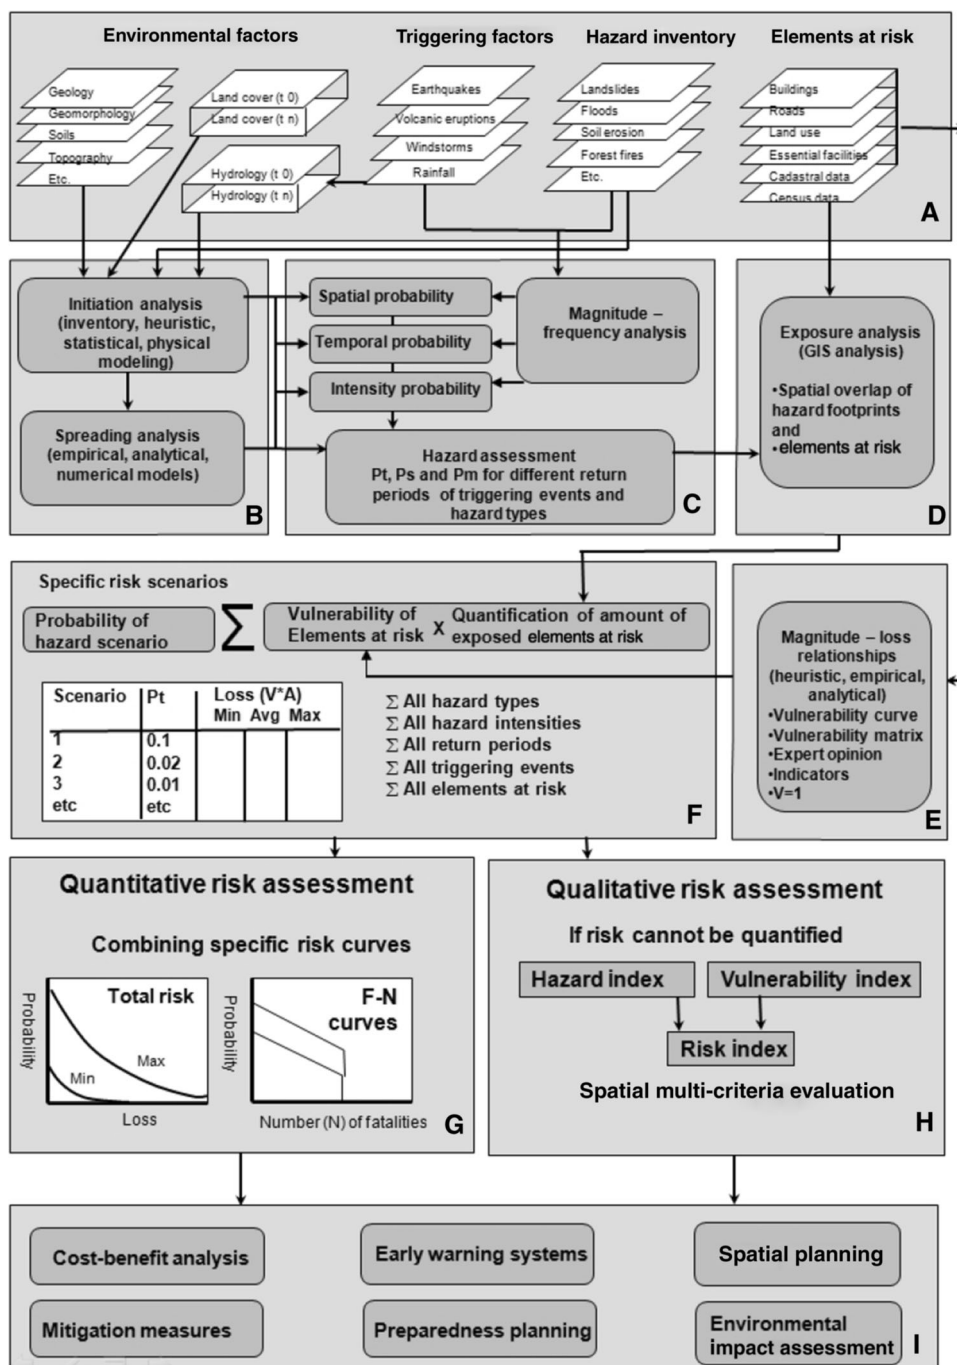 Environmental factors
Triggering factors
Hazard inventory
Elements at risk
Geology
Geomorphology
Soils
Topography
Etc.
Land cover (t 0)
Land cover (t n)
Hydrology (t 0)
Hydrology (t n)
Earthquakes
Volcanic eruptions
Windstorms
Rainfall
Landslides
Floods
Soil erosion
Forest fires
Etc.
Buildings
Roads
Land use
Essential facilities
Cadastral data
Census data
A
Initiation analysis
(inventory, heuristic,
statistical, physical
modeling)
Spreading analysis
(empirical, analytical,
numerical models)
B
Spatial probability
Temporal probability
Intensity probability
Magnitude –
frequency analysis
Hazard assessment
Pt, Ps and Pm for different return
periods of triggering events and
hazard types
C
Exposure analysis
(GIS analysis)
•Spatial overlap of
hazard footprints
and
•elements at risk
D
Specific risk scenarios
Probability of
hazard scenario
Σ
Vulnerability of
Elements at risk
X
Quantification of amount of
exposed elements at risk
Scenario Pt Loss (V*A)
Min Avg Max
1 0.1
2 0.02
3 0.01
etc etc
Σ All hazard types
Σ All hazard intensities
Σ All return periods
Σ All triggering events
Σ All elements at risk
F
Magnitude – loss
relationships
(heuristic, empirical,
analytical)
•Vulnerability curve
•Vulnerability matrix
•Expert opinion
•Indicators
•V=1
E
Quantitative risk assessment
Combining specific risk curves
Probability
Total risk
Max
Min
Loss
Probability
F-N
curves
Number (N) of fatalities
G
Qualitative risk assessment
If risk cannot be quantified
Hazard index
Vulnerability index
Risk index
Spatial multi-criteria evaluation
H
Cost-benefit analysis
Early warning systems
Spatial planning
Mitigation measures
Preparedness planning
Environmental
impact assessment
I